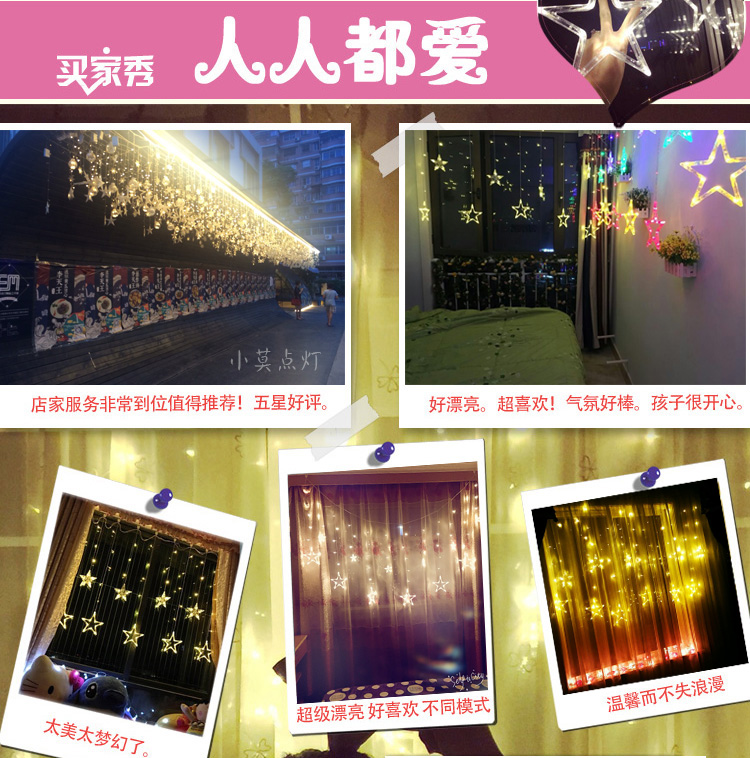 买家秀 人人都爱
小莫点灯
店家服务非常到位值得推荐！五星好评。
好漂亮。超喜欢！气氛好棒。孩子很开心。
太美太梦幻了。
超级漂亮 好喜欢 不同模式
温馨而不失浪漫